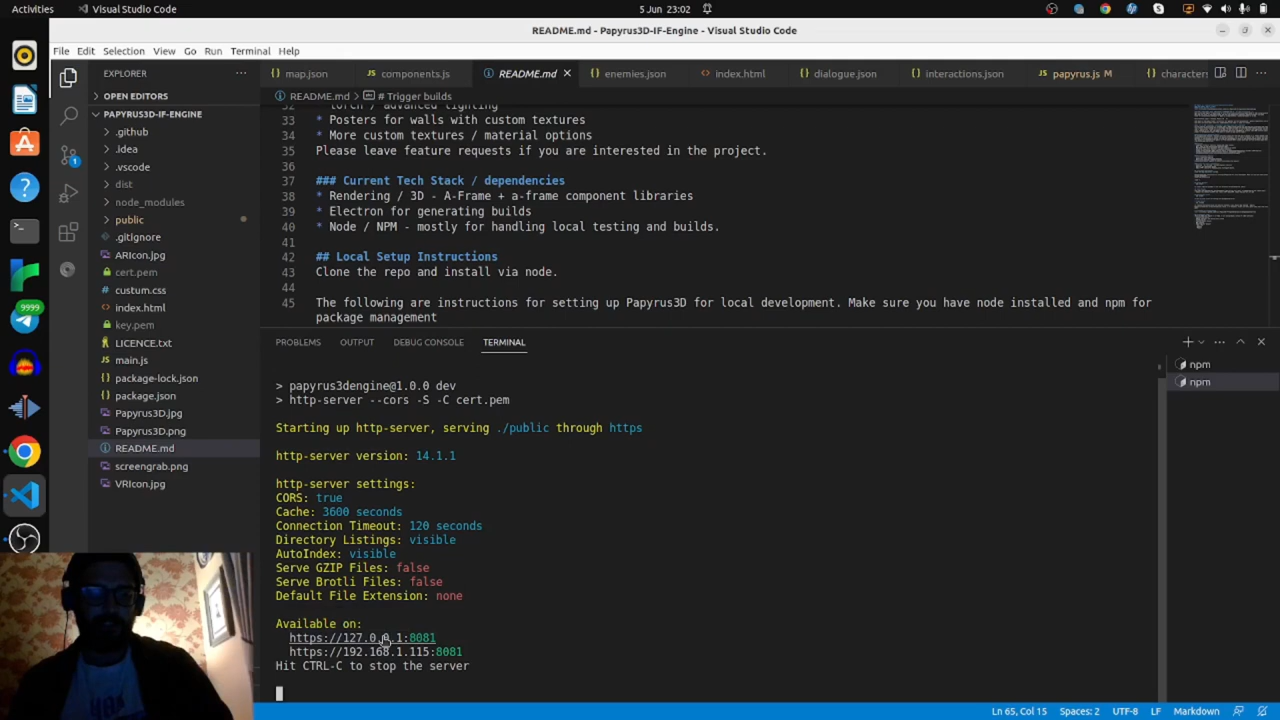 Activities
Visual Studio Code
5 Jun 23:02
README.md - Papyrus3D-IF-Engine - Visual Studio Code
File Edit Selection View Go Run Terminal Help
EXPLORER
map.json
components.js
README.md
enemies.json
index.html
dialogue.json
interactions.json
papyrus.js M
characters
OPEN EDITORS
PAPYRUS3D-IF-ENGINE
.github
.idea
.vscode
dist
node_modules
public
.gitignore
ARIcon.jpg
cert.pem
custum.css
index.html
key.pem
LICENCE.txt
main.js
package-lock.json
package.json
Papyrus3D.jpg
Papyrus3D.png
README.md
screengrab.png
VRIcon.jpg
9999
1
README.md > # Trigger builds
32 * Torch / advanced lighting
33 * Posters for walls with custom textures
34 * More custom textures / material options
35 Please leave feature requests if you are interested in the project.
36
37 ### Current Tech Stack / dependencies
38 * Rendering / 3D - A-Frame + A-Frame component libraries
39 * Electron for generating builds.
40 * Node / NPM - mostly for handling local testing and builds.
41
42 ## Local Setup Instructions
43 Clone the repo and install via node.
44
45 The following are instructions for setting up Papyrus3D for local development. Make sure you have node installed and npm for
package management
PROBLEMS OUTPUT DEBUG CONSOLE TERMINAL
npm
npm
> papyrus3dengine@1.0.0 dev
> http-server --cors -S -C cert.pem
Starting up http-server, serving ./public through https
http-server version: 14.1.1
http-server settings:
CORS: true
Cache: 3600 seconds
Connection Timeout: 120 seconds
Directory Listings: visible
AutoIndex: visible
Serve GZIP Files: false
Serve Brotli Files: false
Default File Extension: none
Available on:
https://127.0.0.1:8081
https://192.168.1.115:8081
Hit CTRL-C to stop the server
Ln 65, Col 15 Spaces: 2 UTF-8 LF Markdown